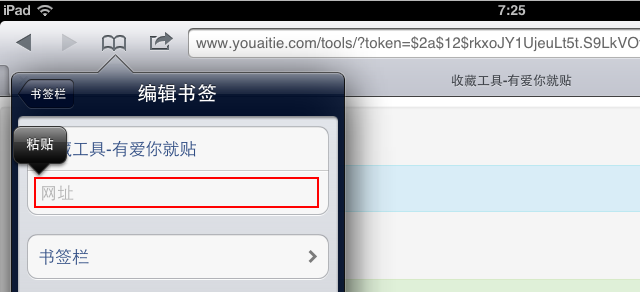 iPad 7:25
www.youaitie.com/tools/?token=$2a$12$rkxoJY1UjeuLt5t.S9LkVO
收藏工具-有爱你就贴
书签栏 编辑书签
粘贴
藏工具-有爱你就贴
网址
书签栏